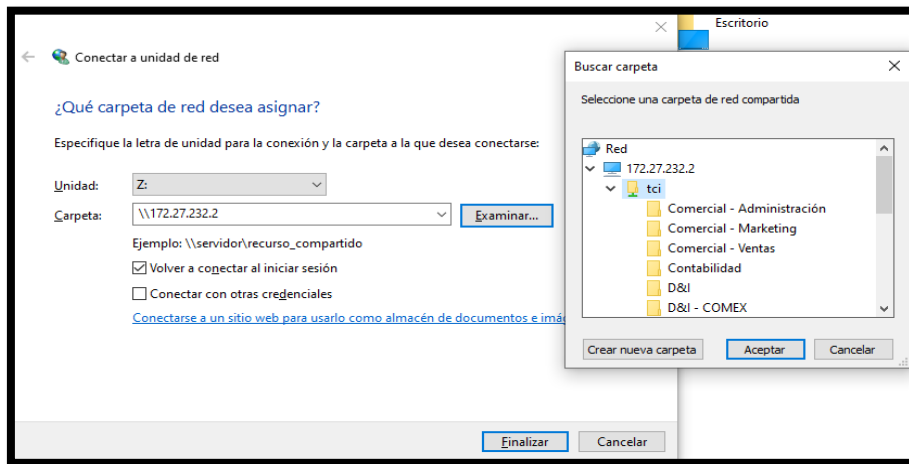 Escritorio
Conectar a unidad de red
¿Qué carpeta de red desea asignar?
Especifique la letra de unidad para la conexión y la carpeta a la que desea conectarse:
Unidad:
Z:
Carpeta:
\\172.27.232.2
Examinar...
Ejemplo: \\servidor\recurso_compartido
Volver a conectar al iniciar sesión
Conectar con otras credenciales
Conectarse a un sitio web para usarlo como almacén de documentos e imá
Finalizar
Cancelar
Buscar carpeta
Seleccione una carpeta de red compartida
Red
172.27.232.2
tci
Comercial - Administración
Comercial - Marketing
Comercial - Ventas
Contabilidad
D&I
D&I - COMEX
Crear nueva carpeta
Aceptar
Cancelar